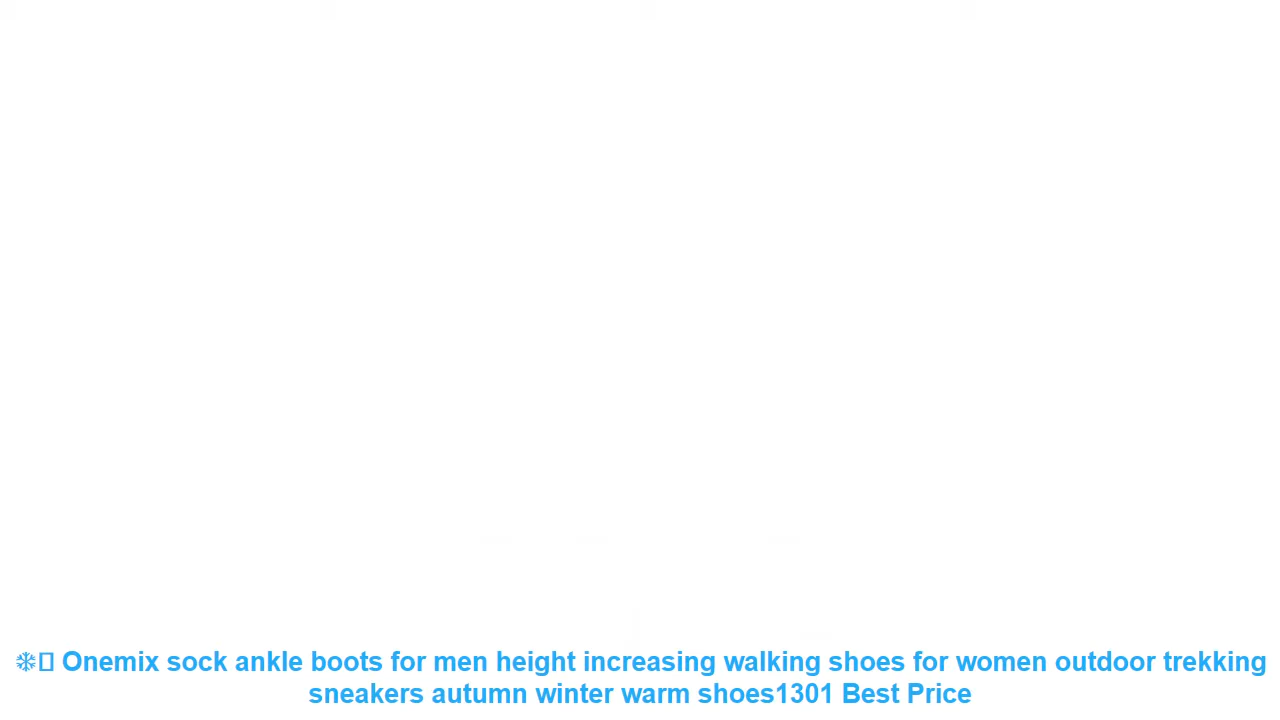 ❄️ Onemix sock ankle boots for men height increasing walking shoes for women outdoor trekking
sneakers autumn winter warm shoes1301 Best Price